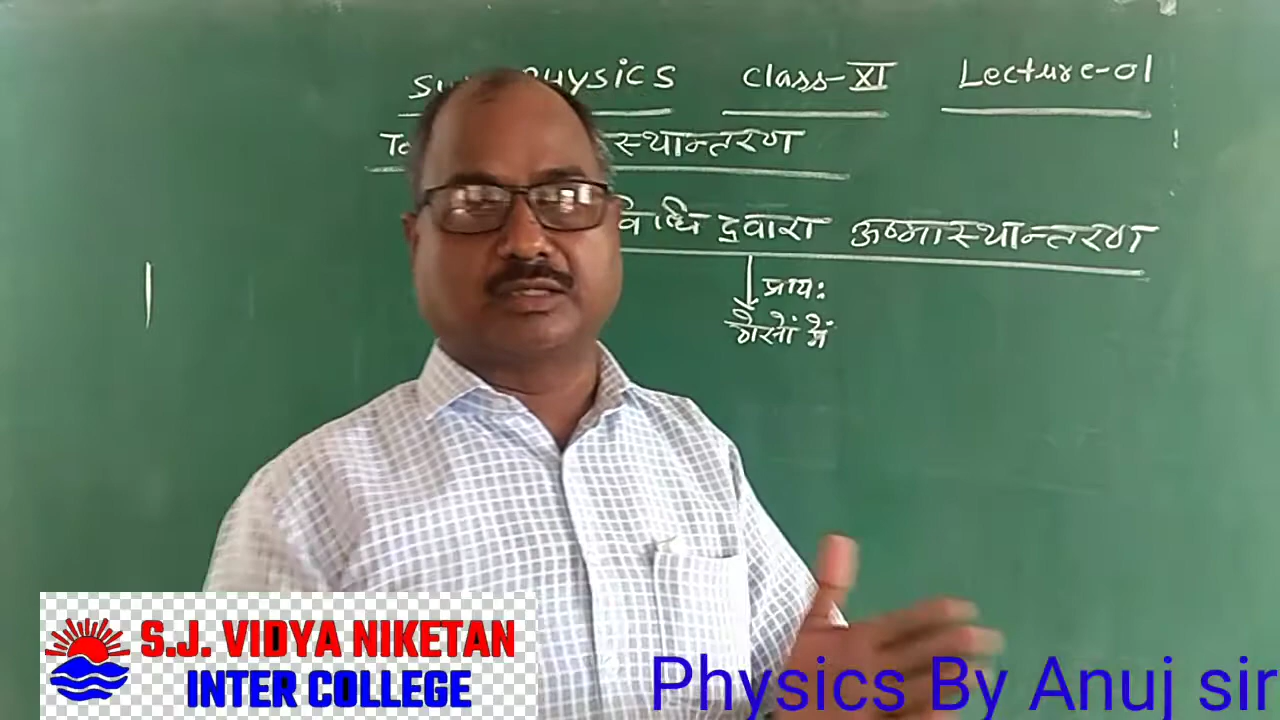 PHYSICS Class-XI Lecture-01
स्थान्तरण
विधि द्वारा ऊष्मास्थान्तरण
प्रायः
ठोसों में
S.J. VIDYA NIKETAN
INTER COLLEGE
Physics By Anuj sir